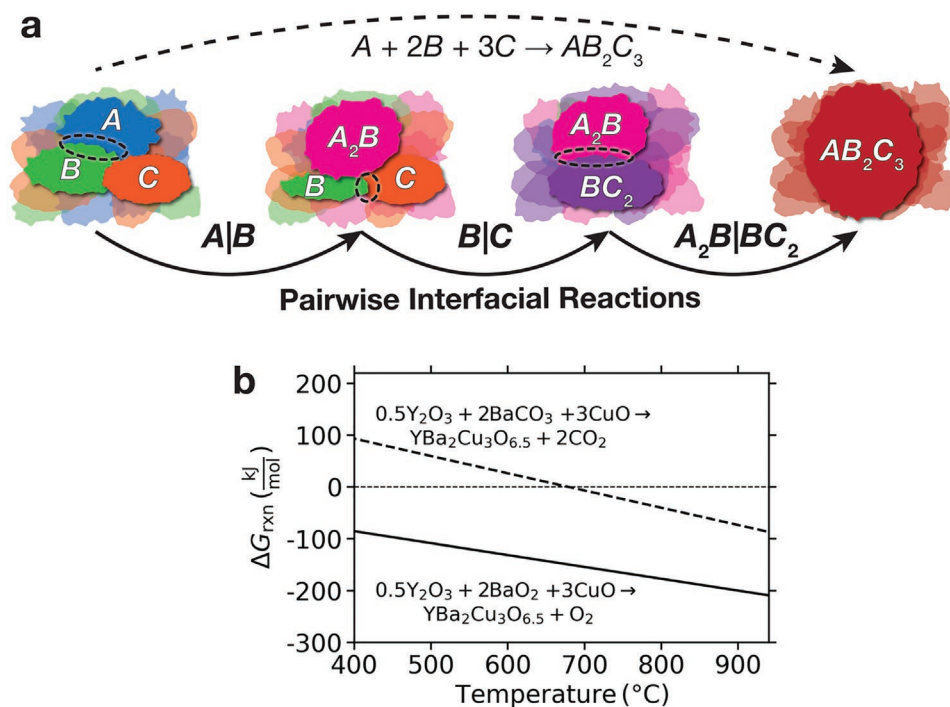 a
A + 2B + 3C → AB₂C₃
A
B
C
A₂B
B
C
A₂B
BC₂
AB₂C₃
A|B
B|C
A₂B|BC₂
Pairwise Interfacial Reactions
b
200
100
0
-100
-200
-300
ΔG_rxn (kJ/mol)
0.5Y₂O₃ + 2BaCO₃ +3CuO→
YBa₂Cu₃O₆.₅ + 2CO₂
0.5Y₂O₃ + 2BaO₂ +3CuO→
YBa₂Cu₃O₆.₅ + O₂
400 500 600 700 800 900
Temperature (°C)